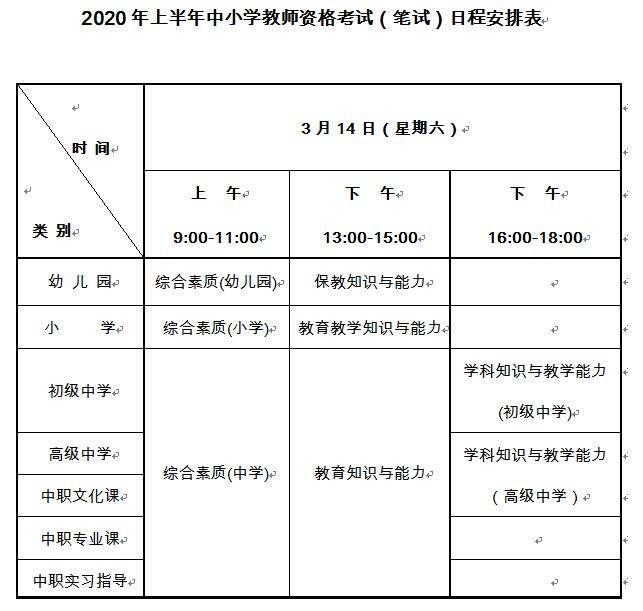 2020年上半年中小学教师资格考试（笔试）日程安排表
时 间
类 别
3月14日（星期六）
上 午
9:00-11:00
下 午
13:00-15:00
下 午
16:00-18:00
幼 儿 园
综合素质(幼儿园)
保教知识与能力
小 学
综合素质(小学)
教育教学知识与能力
初级中学
综合素质(中学)
教育知识与能力
学科知识与教学能力
(初级中学)
高级中学
学科知识与教学能力
（高级中学）
中职文化课
中职专业课
中职实习指导